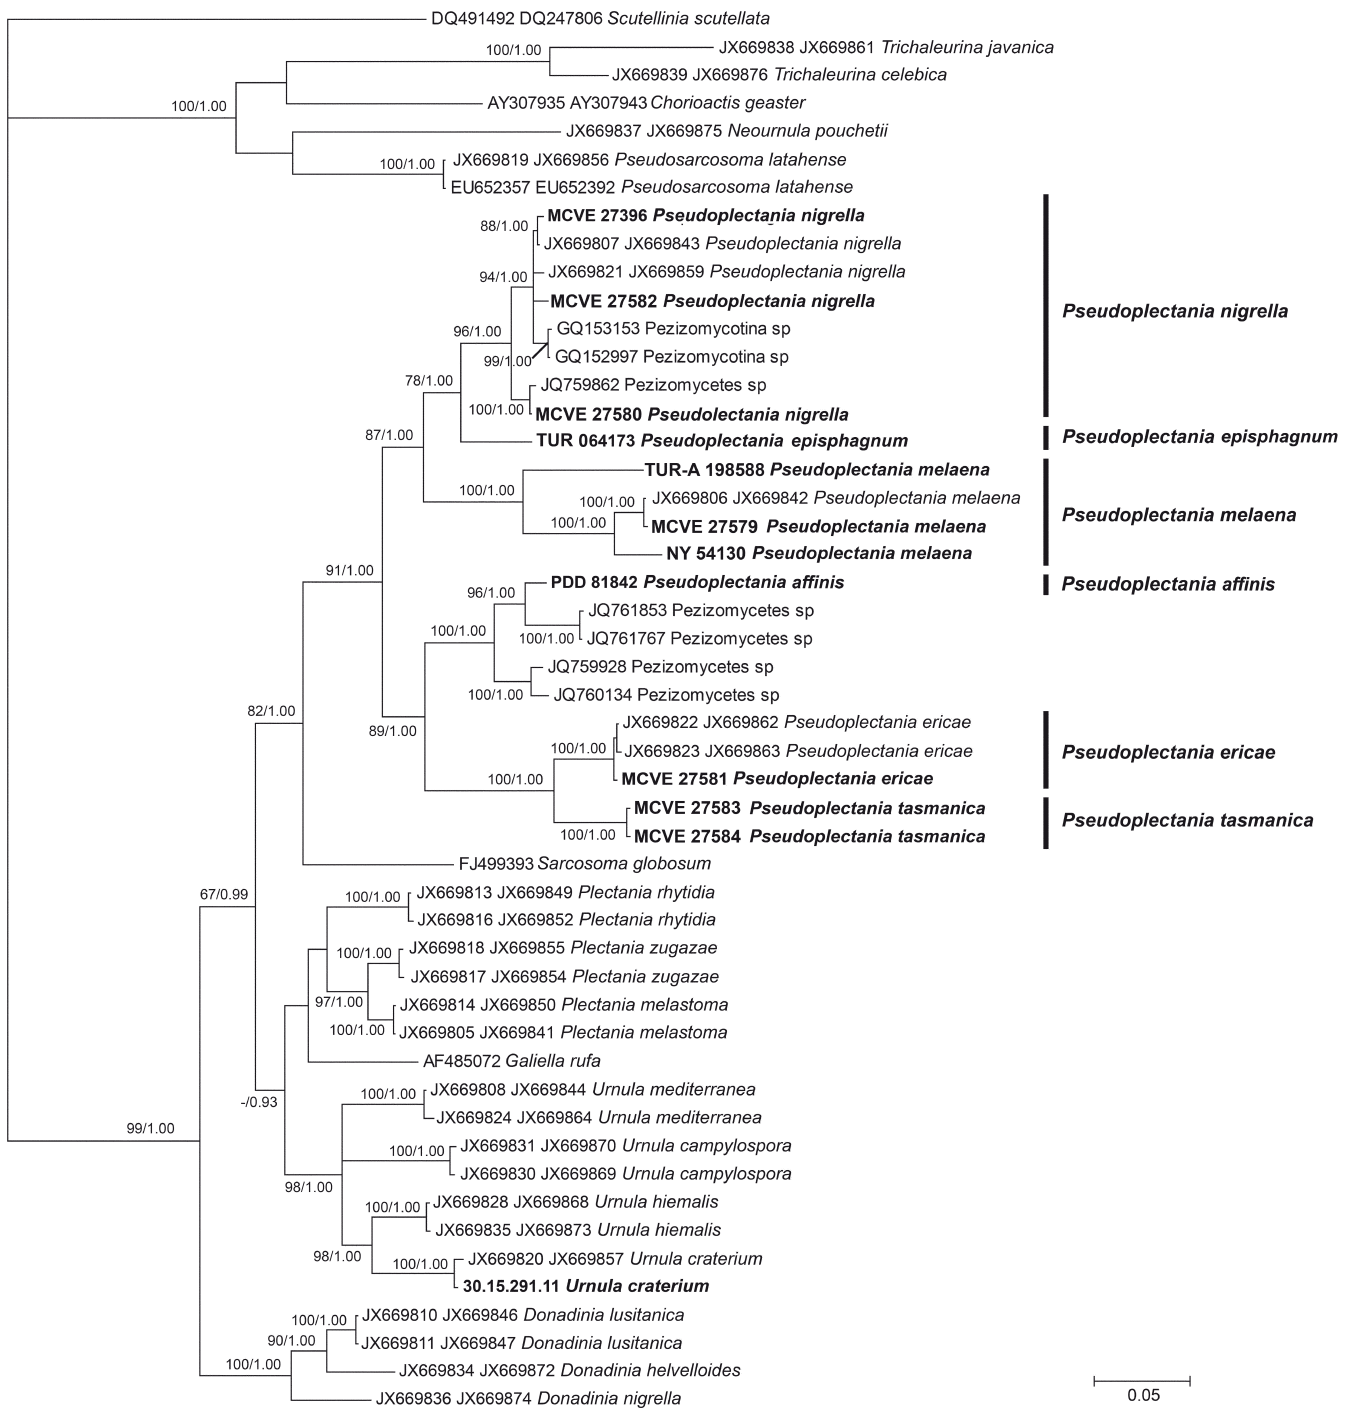 DQ491492 DQ247806 Scutellinia scutellata
100/1.00
JX669838 JX669861 Trichaleurina javanica
JX669839 JX669876 Trichaleurina celebica
100/1.00
AY307935 AY307943 Chorioactis geaster
JX669837 JX669875 Neournula pouchetii
100/1.00
JX669819 JX669856 Pseudosarcosoma latahense
EU652357 EU652392 Pseudosarcosoma latahense
MCVE 27396 Pseudoplectania nigrella
88/1.00
JX669807 JX669843 Pseudoplectania nigrella
94/1.00
JX669821 JX669859 Pseudoplectania nigrella
MCVE 27582 Pseudoplectania nigrella
Pseudoplectania nigrella
96/1.00
GQ153153 Pezizomycotina sp
99/1.00
GQ152997 Pezizomycotina sp
78/1.00
JQ759862 Pezizomycetes sp
100/1.00
MCVE 27580 Pseudolectania nigrella
87/1.00
TUR 064173 Pseudoplectania episphagnum
Pseudoplectania episphagnum
TUR-A 198588 Pseudoplectania melaena
100/1.00
100/1.00
JX669806 JX669842 Pseudoplectania melaena
100/1.00
MCVE 27579 Pseudoplectania melaena
Pseudoplectania melaena
NY 54130 Pseudoplectania melaena
91/1.00
PDD 81842 Pseudoplectania affinis
Pseudoplectania affinis
96/1.00
JQ761853 Pezizomycetes sp
100/1.00
100/1.00
JQ761767 Pezizomycetes sp
JQ759928 Pezizomycetes sp
100/1.00
JQ760134 Pezizomycetes sp
82/1.00
89/1.00
JX669822 JX669862 Pseudoplectania ericae
100/1.00
JX669823 JX669863 Pseudoplectania ericae
Pseudoplectania ericae
100/1.00
MCVE 27581 Pseudoplectania ericae
MCVE 27583 Pseudoplectania tasmanica
Pseudoplectania tasmanica
100/1.00
MCVE 27584 Pseudoplectania tasmanica
FJ499393 Sarcosoma globosum
67/0.99
100/1.00
JX669813 JX669849 Plectania rhytidia
JX669816 JX669852 Plectania rhytidia
100/1.00
JX669818 JX669855 Plectania zugazae
JX669817 JX669854 Plectania zugazae
97/1.00
JX669814 JX669850 Plectania melastoma
100/1.00
JX669805 JX669841 Plectania melastoma
AF485072 Galiella rufa
100/1.00
JX669808 JX669844 Urnula mediterranea
-/0.93
JX669824 JX669864 Urnula mediterranea
99/1.00
100/1.00
JX669831 JX669870 Urnula campylospora
JX669830 JX669869 Urnula campylospora
98/1.00
100/1.00
JX669828 JX669868 Urnula hiemalis
JX669835 JX669873 Urnula hiemalis
98/1.00
100/1.00
JX669820 JX669857 Urnula craterium
30.15.291.11 Urnula craterium
100/1.00
JX669810 JX669846 Donadinia lusitanica
90/1.00
JX669811 JX669847 Donadinia lusitanica
100/1.00
JX669834 JX669872 Donadinia helvelloides
JX669836 JX669874 Donadinia nigrella
0.05